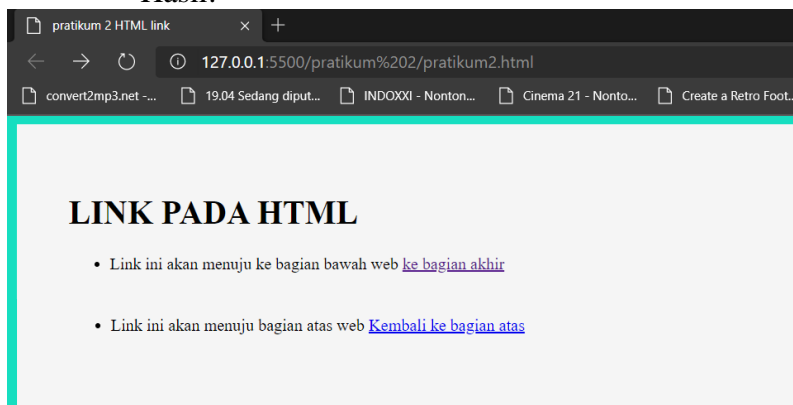 pratikum 2 HTML link
127.0.0.1:5500/pratikum%202/pratikum2.html
convert2mp3.net -... 19.04 Sedang diput... INDOXXI - Nonton... Cinema 21 - Nonto... Create a Retro Foot..
LINK PADA HTML
• Link ini akan menuju ke bagian bawah web ke bagian akhir
• Link ini akan menuju bagian atas web Kembali ke bagian atas